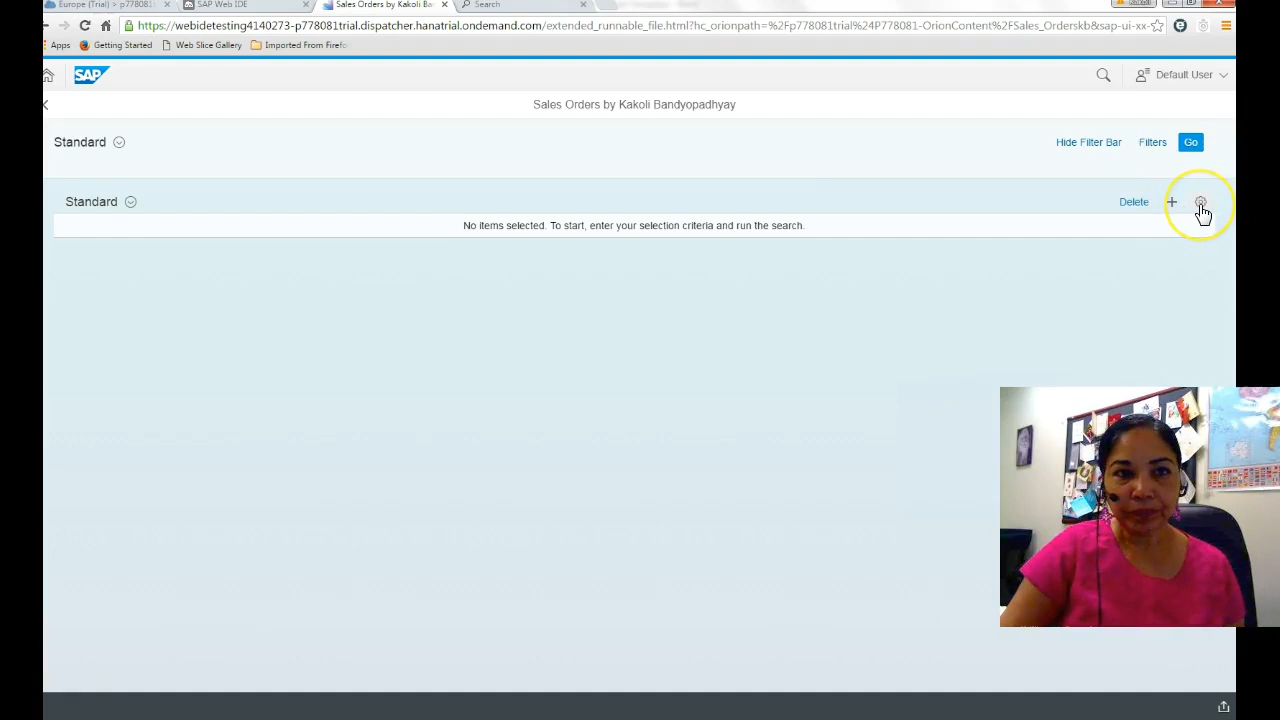 Europe (Trial) > p778081
SAP Web IDE
Sales Orders by Kakoli Ba
Search
https://webidetesting4140273-p778081trial.dispatcher.hanatrial.ondemand.com/extended_runnable_file.html?hc_orionpath=%2Fp778081trial%24P778081-OrionContent%2FSales_Orderskb&sap-ui-xx-
Apps
Getting Started
Web Slice Gallery
Imported From Firefo
SAP
Default User
Sales Orders by Kakoli Bandyopadhyay
Standard
Hide Filter Bar
Filters
Go
Standard
Delete
No items selected. To start, enter your selection criteria and run the search.